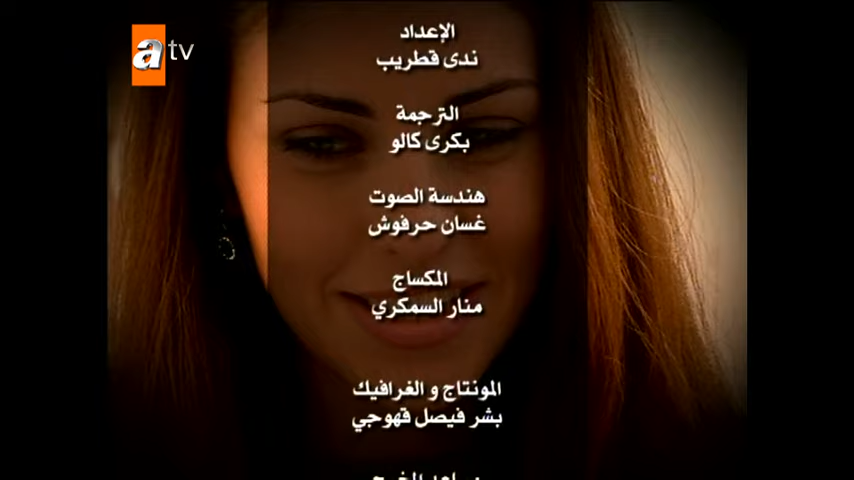 atv
الإعداد
ندى قطريب
الترجمة
بكرى كالو
هندسة الصوت
غسان حرفوش
المكساج
منار السمكري
المونتاج و الغرافيك
بشر فيصل قهوجي